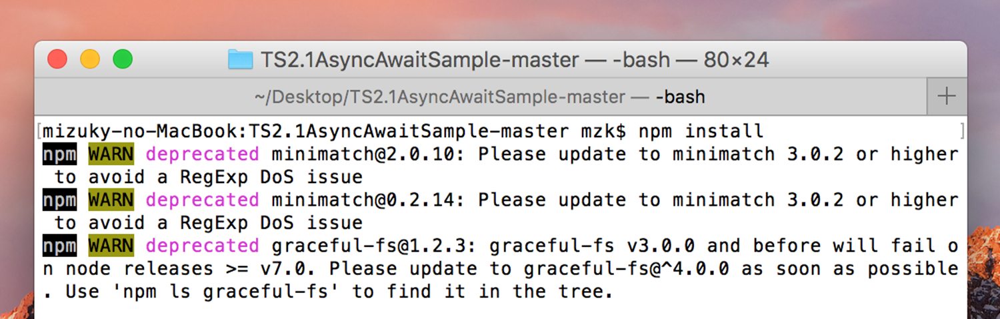 TS2.1AsyncAwaitSample-master — -bash — 80×24
~/Desktop/TS2.1AsyncAwaitSample-master — -bash
[mizuky-no-MacBook:TS2.1AsyncAwaitSample-master mzk$ npm install ]
npm WARN deprecated minimatch@2.0.10: Please update to minimatch 3.0.2 or higher
to avoid a RegExp DoS issue
npm WARN deprecated minimatch@0.2.14: Please update to minimatch 3.0.2 or higher
to avoid a RegExp DoS issue
npm WARN deprecated graceful-fs@1.2.3: graceful-fs v3.0.0 and before will fail o
n node releases >= v7.0. Please update to graceful-fs@^4.0.0 as soon as possible
. Use 'npm ls graceful-fs' to find it in the tree.